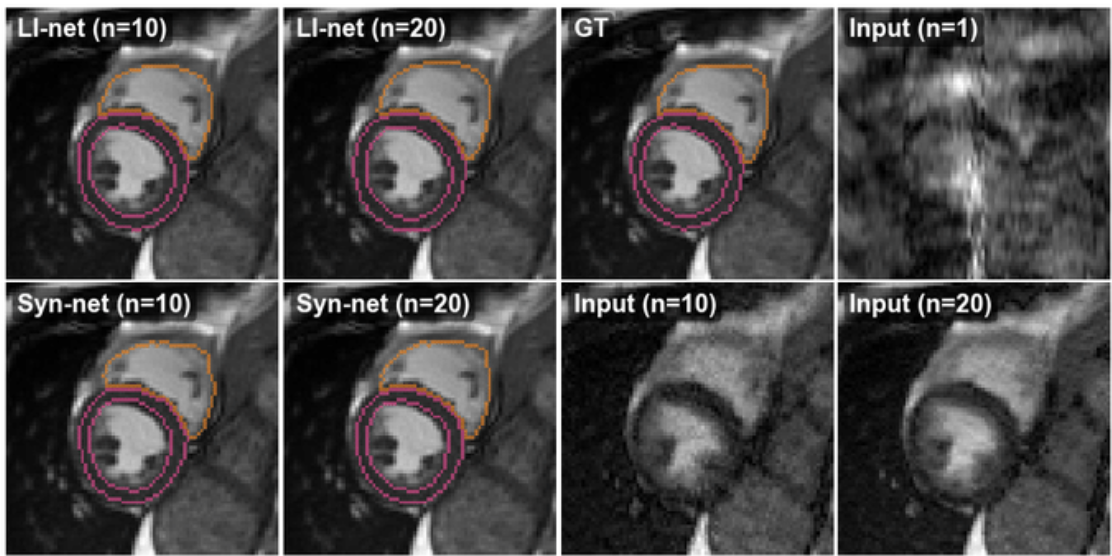 LI-net (n=10)
LI-net (n=20)
GT
Input (n=1)
Syn-net (n=10)
Syn-net (n=20)
Input (n=10)
Input (n=20)